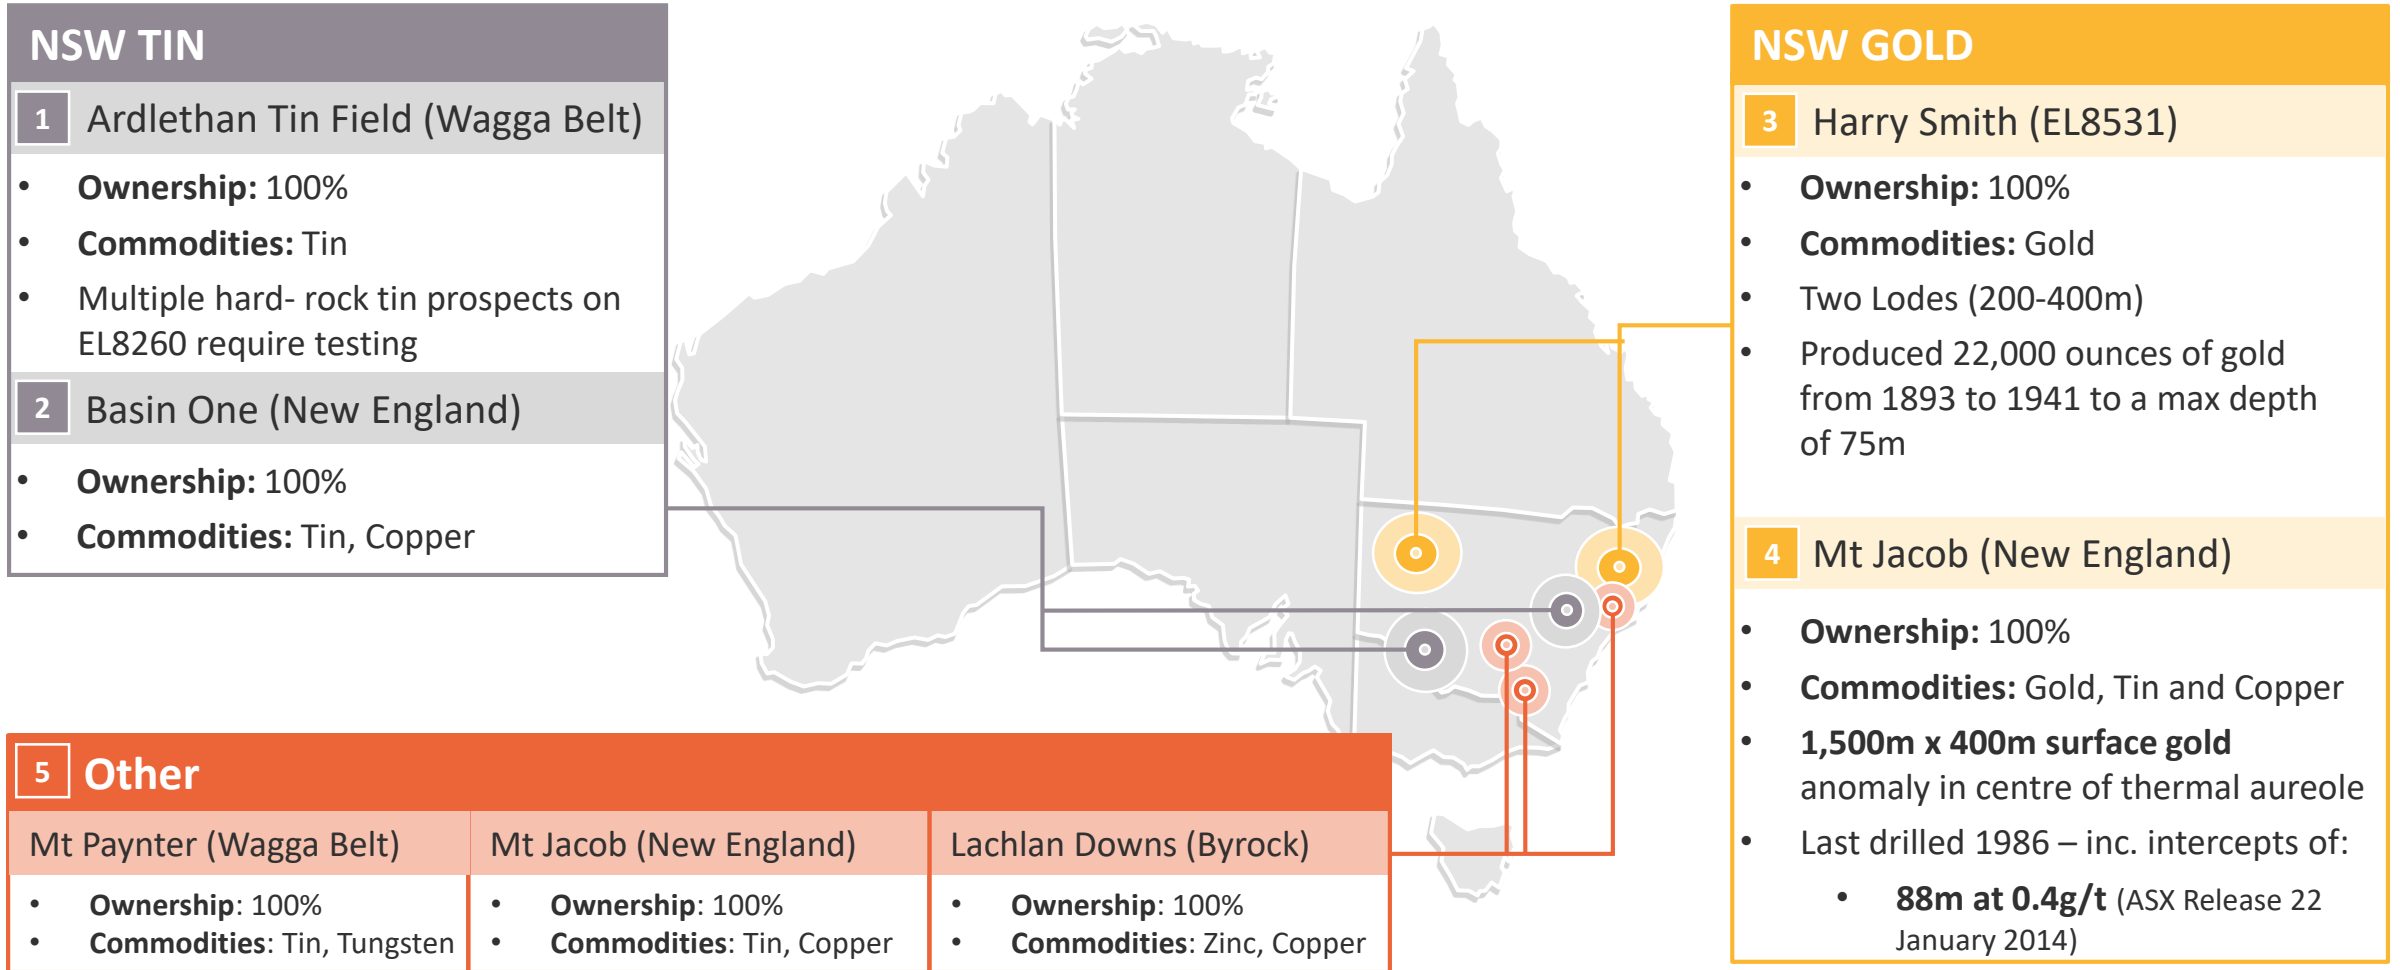 NSW TIN
1 Ardlethan Tin Field (Wagga Belt)
• Ownership: 100%
• Commodities: Tin
• Multiple hard- rock tin prospects on
EL8260 require testing
2 Basin One (New England)
• Ownership: 100%
• Commodities: Tin, Copper
NSW GOLD
3 Harry Smith (EL8531)
• Ownership: 100%
• Commodities: Gold
• Two Lodes (200-400m)
• Produced 22,000 ounces of gold
from 1893 to 1941 to a max depth
of 75m
4 Mt Jacob (New England)
• Ownership: 100%
• Commodities: Gold, Tin and Copper
• 1,500m x 400m surface gold
anomaly in centre of thermal aureole
• Last drilled 1986 – inc. intercepts of:
• 88m at 0.4g/t (ASX Release 22
January 2014)
5 Other
Mt Paynter (Wagga Belt)
• Ownership: 100%
• Commodities: Tin, Tungsten
Mt Jacob (New England)
• Ownership: 100%
• Commodities: Tin, Copper
Lachlan Downs (Byrock)
• Ownership: 100%
• Commodities: Zinc, Copper